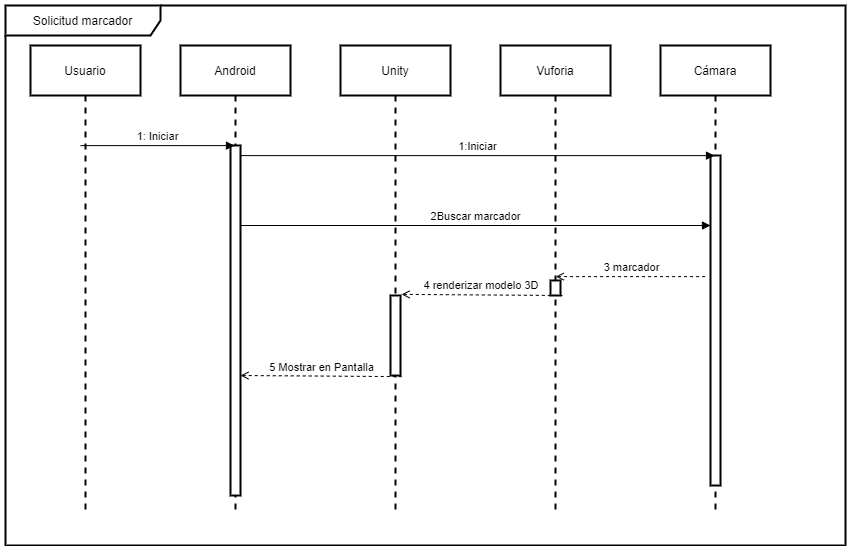 Solicitud marcador
Usuario
Android
Unity
Vuforia
Cámara
1: Iniciar
1:Iniciar
2Buscar marcador
3 marcador
4 renderizar modelo 3D
5 Mostrar en Pantalla